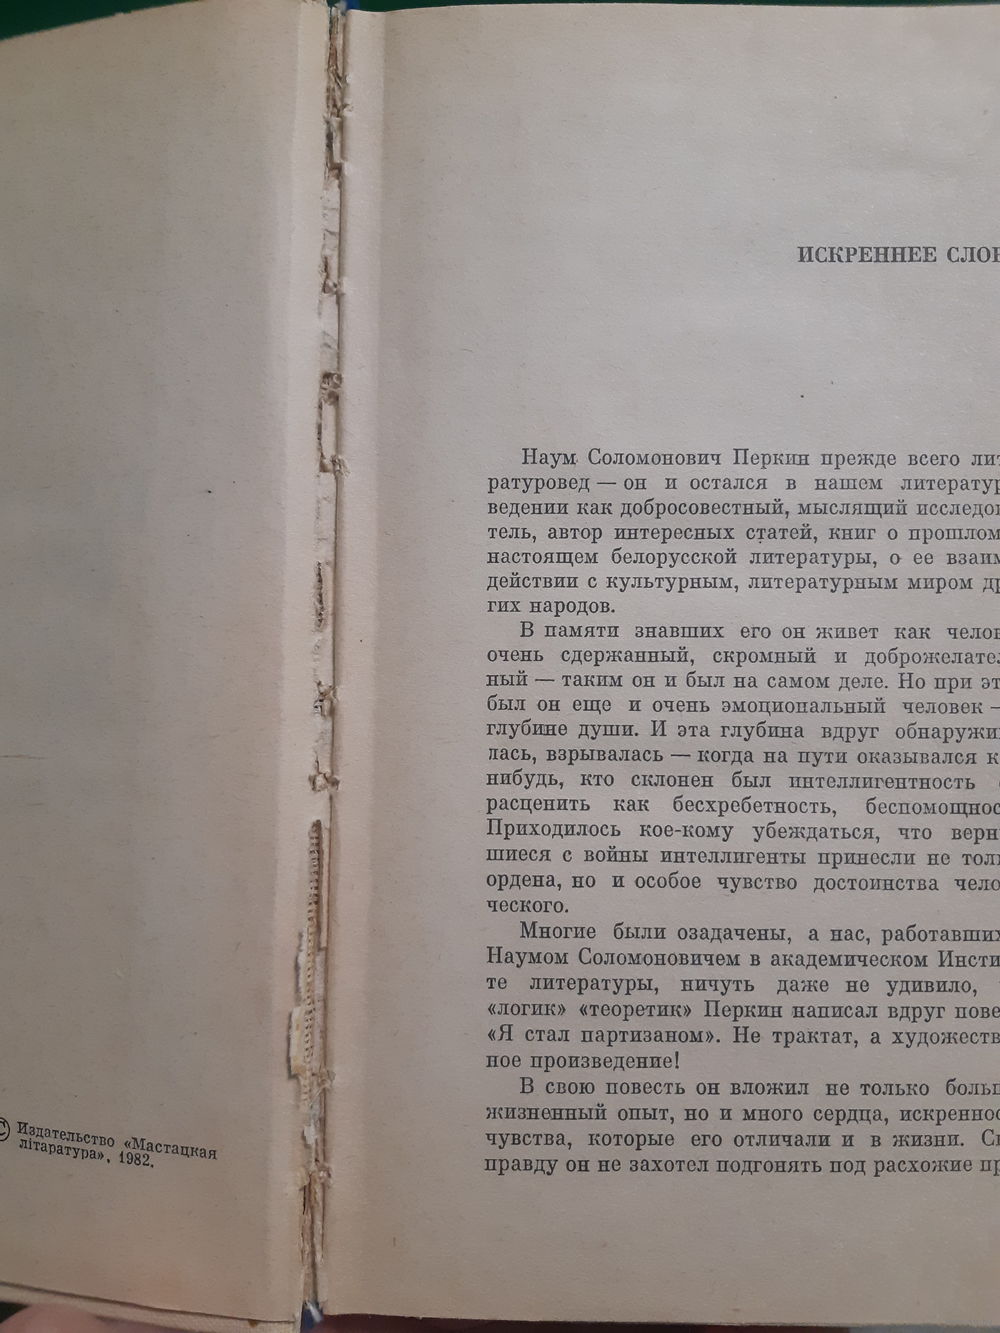 © Издательство «Мастацкая
літаратура», 1982.
ИСКРЕННЕЕ СЛОВ
Наум Соломонович Перкин прежде всего лит
ратуровед — он и остался в нашем литератур
ведении как добросовестный, мыслящий исследов
тель, автор интересных статей, книг о прошлом
настоящем белорусской литературы, о ее взаим
действии с культурным, литературным миром др
гих народов.
В памяти знавших его он живет как челов
очень сдержанный, скромный и доброжелател
ный — таким он и был на самом деле. Но при эт
был он еще и очень эмоциональный человек —
глубине души. И эта глубина вдруг обнаружи
лась, взрывалась — когда на пути оказывался к
нибудь, кто склонен был интеллигентность
расценить как бесхребетность, беспомощнос
Приходилось кое-кому убеждаться, что верн
шиеся с войны интеллигенты принесли не толь
ордена, но и особое чувство достоинства чело
ческого.
Многие были озадачены, а нас, работавших
Наумом Соломоновичем в академическом Инсти
те литературы, ничуть даже не удивило,
«логик» «теоретик» Перкин написал вдруг пове
«Я стал партизаном». Не трактат, а художеств
ное произведение!
В свою повесть он вложил не только больш
жизненный опыт, но и много сердца, искреннос
чувства, которые его отличали и в жизни. Св
правду он не захотел подгонять под расхожие пр